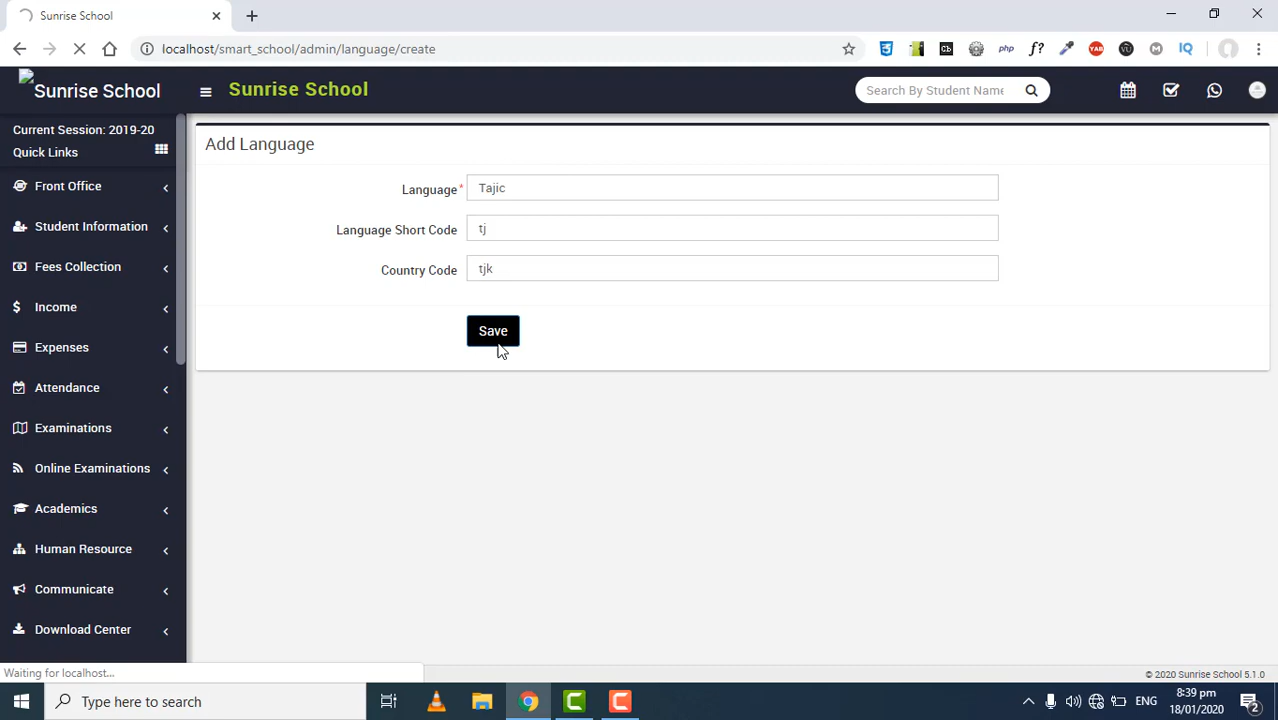 Sunrise School
localhost/smart_school/admin/language/create
Sunrise School
Sunrise School
Search By Student Name
Current Session: 2019-20
Quick Links
Front Office
Student Information
Fees Collection
Income
Expenses
Attendance
Examinations
Online Examinations
Academics
Human Resource
Communicate
Download Center
Add Language
Language*
Tajic
Language Short Code
tj
Country Code
tjk
Save
Waiting for localhost...
© 2020 Sunrise School 5.1.0
Type here to search
ENG
8:39 pm
18/01/2020
2